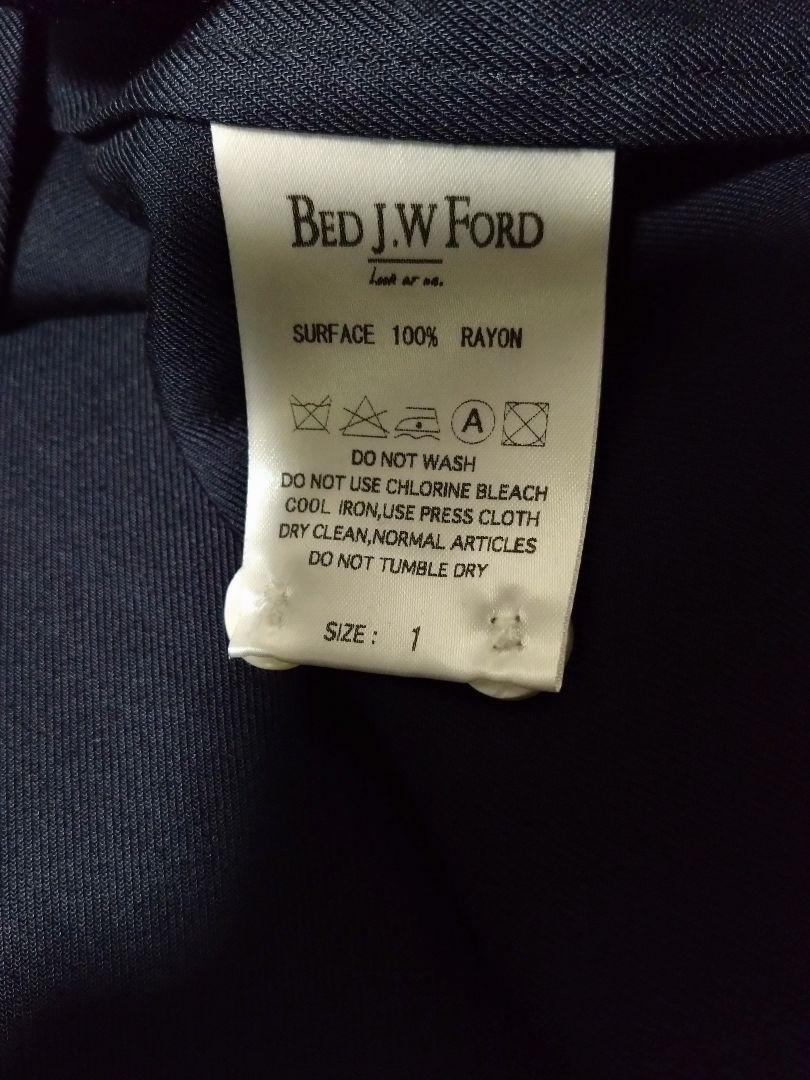 BED J.W FORD
Look at me.
SURFACE 100% RAYON
A
DO NOT WASH
DO NOT USE CHLORINE BLEACH
COOL IRON,USE PRESS CLOTH
DRY CLEAN,NORMAL ARTICLES
DO NOT TUMBLE DRY
SIZE : 1